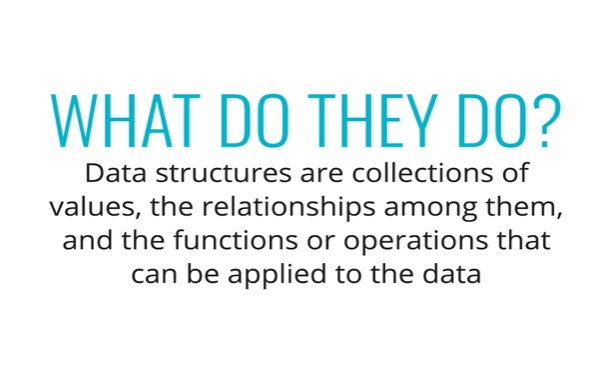 WHAT DO THEY DO?
Data structures are collections of
values, the relationships among them,
and the functions or operations that
can be applied to the data